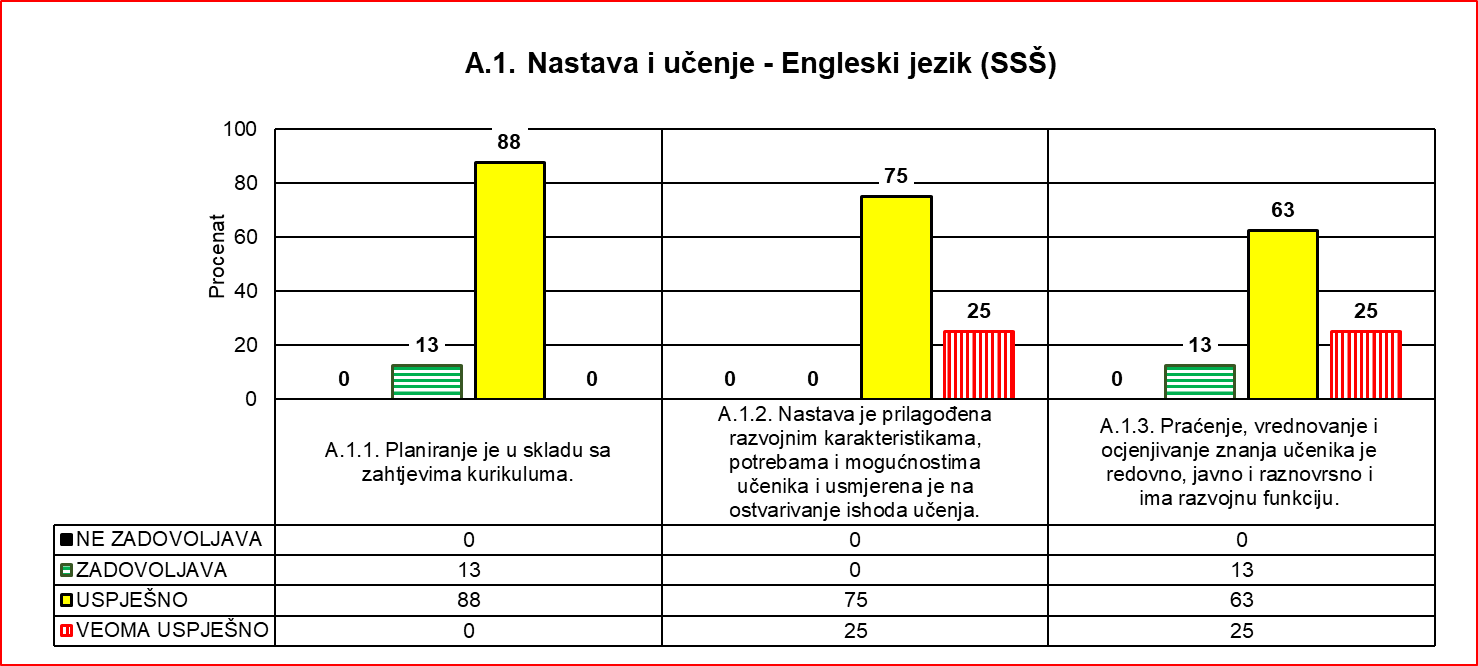 A.1. Nastava i učenje - Engleski jezik (SSŠ)
Procenat
100
80
60
40
20
0
0
13
88
0
0
0
75
25
0
13
63
25
A.1.1. Planiranje je u skladu sa
zahtjevima kurikuluma.
A.1.2. Nastava je prilagođena
razvojnim karakteristikama,
potrebama i mogućnostima
učenika i usmjerena je na
ostvarivanje ishoda učenja.
A.1.3. Praćenje, vrednovanje i
ocjenjivanje znanja učenika je
redovno, javno i raznovrsno i
ima razvojnu funkciju.
NE ZADOVOLJAVA 0 0 0
ZADOVOLJAVA 13 0 13
USPJEŠNO 88 75 63
VEOMA USPJEŠNO 0 25 25